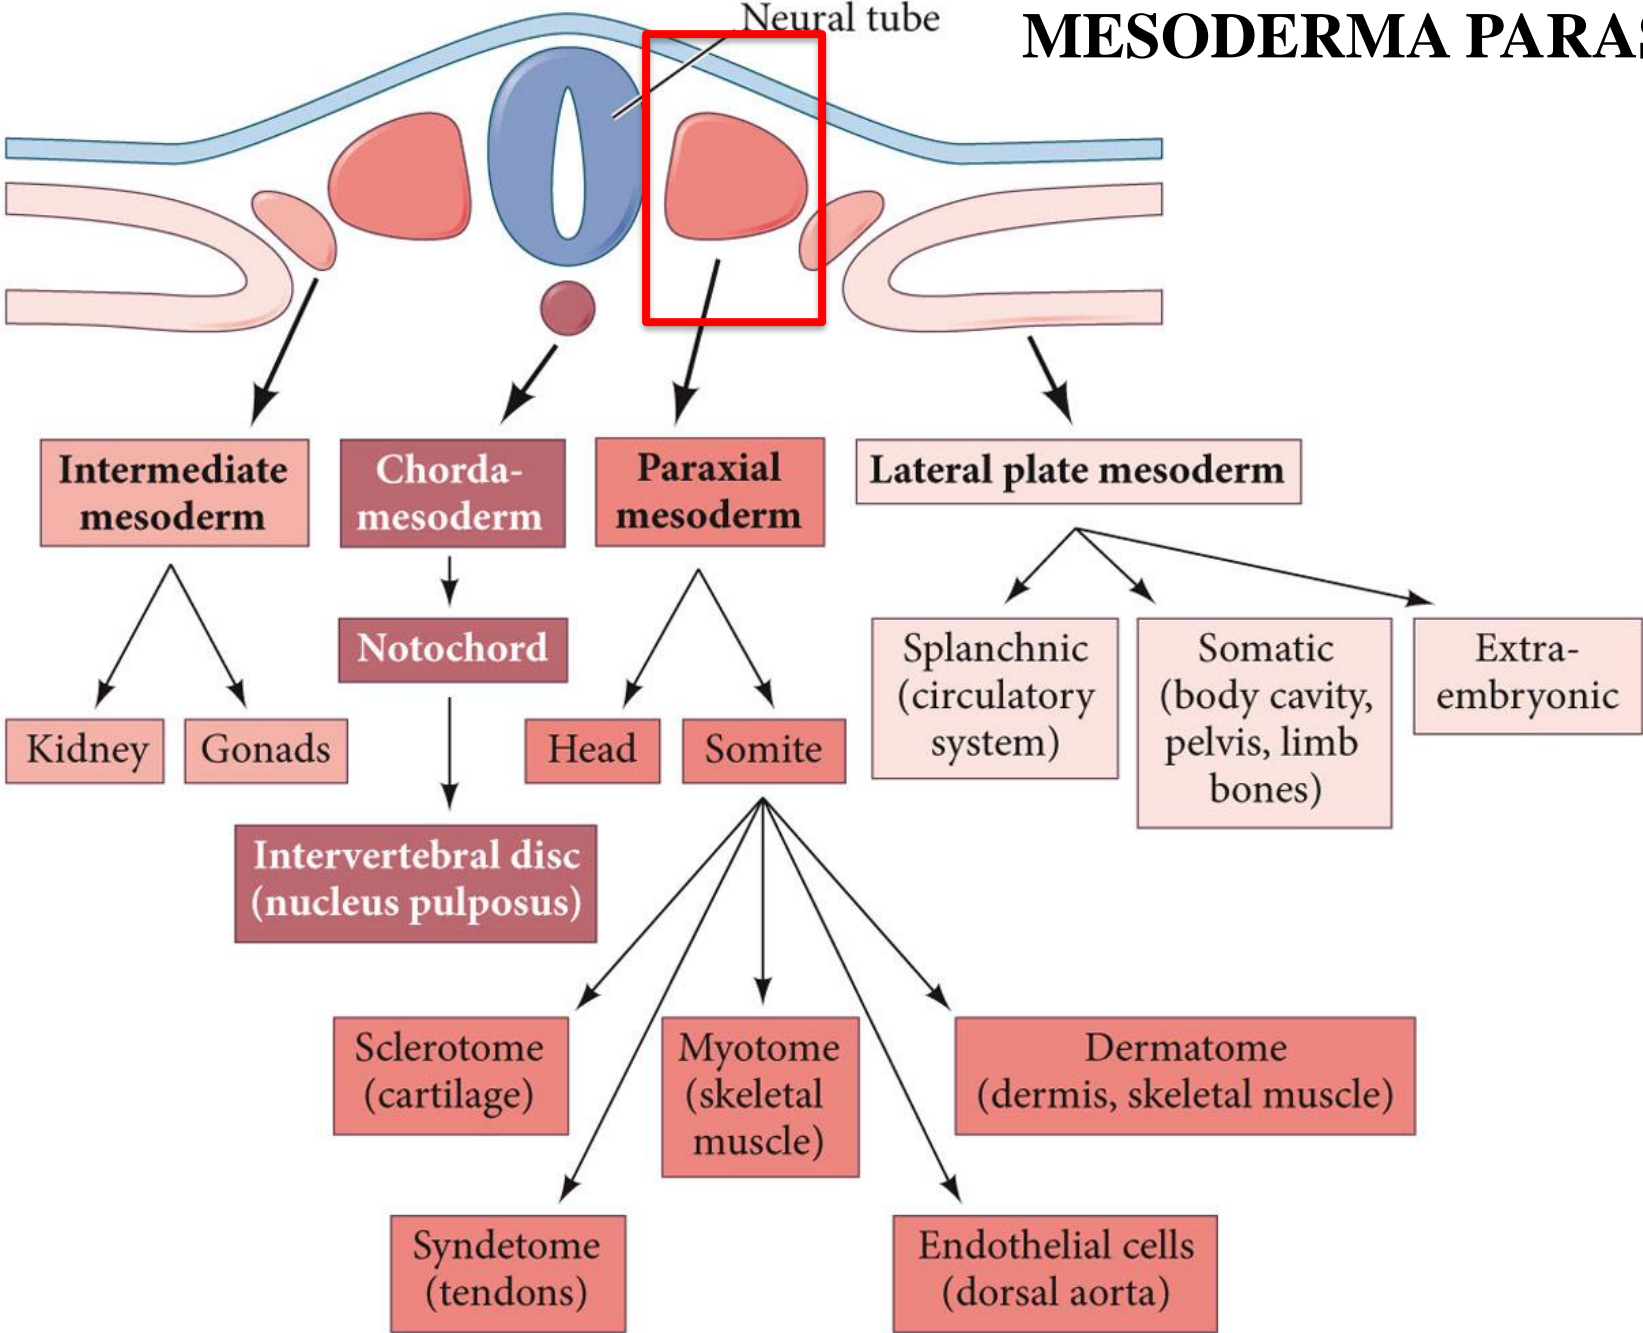 Neural tube
MESODERMA PARAS
Intermediate
mesoderm
Chorda-
mesoderm
Paraxial
mesoderm
Lateral plate mesoderm
Kidney
Gonads
Notochord
Intervertebral disc
(nucleus pulposus)
Head
Somite
Splanchnic
(circulatory
system)
Somatic
(body cavity,
pelvis, limb
bones)
Extra-
embryonic
Sclerotome
(cartilage)
Myotome
(skeletal
muscle)
Dermatome
(dermis, skeletal muscle)
Syndetome
(tendons)
Endothelial cells
(dorsal aorta)